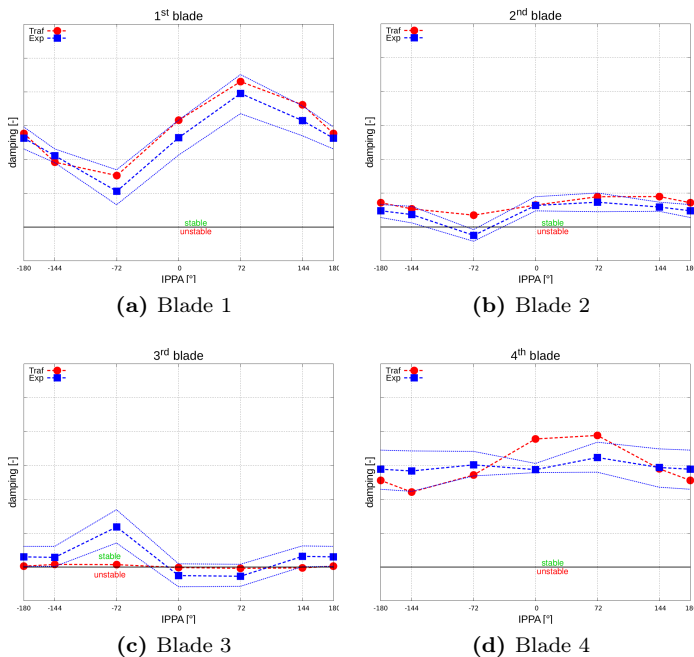 1st blade
Traf
Exp
damping [-]
stable
unstable
-180 -144 -72 0 72 144 180
IPPA [°]
(a) Blade 1
2nd blade
Traf
Exp
damping [-]
stable
unstable
-180 -144 -72 0 72 144 180
IPPA [°]
(b) Blade 2
3rd blade
Traf
Exp
damping [-]
stable
unstable
-180 -144 -72 0 72 144 180
IPPA [°]
(c) Blade 3
4th blade
Traf
Exp
damping [-]
stable
unstable
-180 -144 -72 0 72 144 180
IPPA [°]
(d) Blade 4